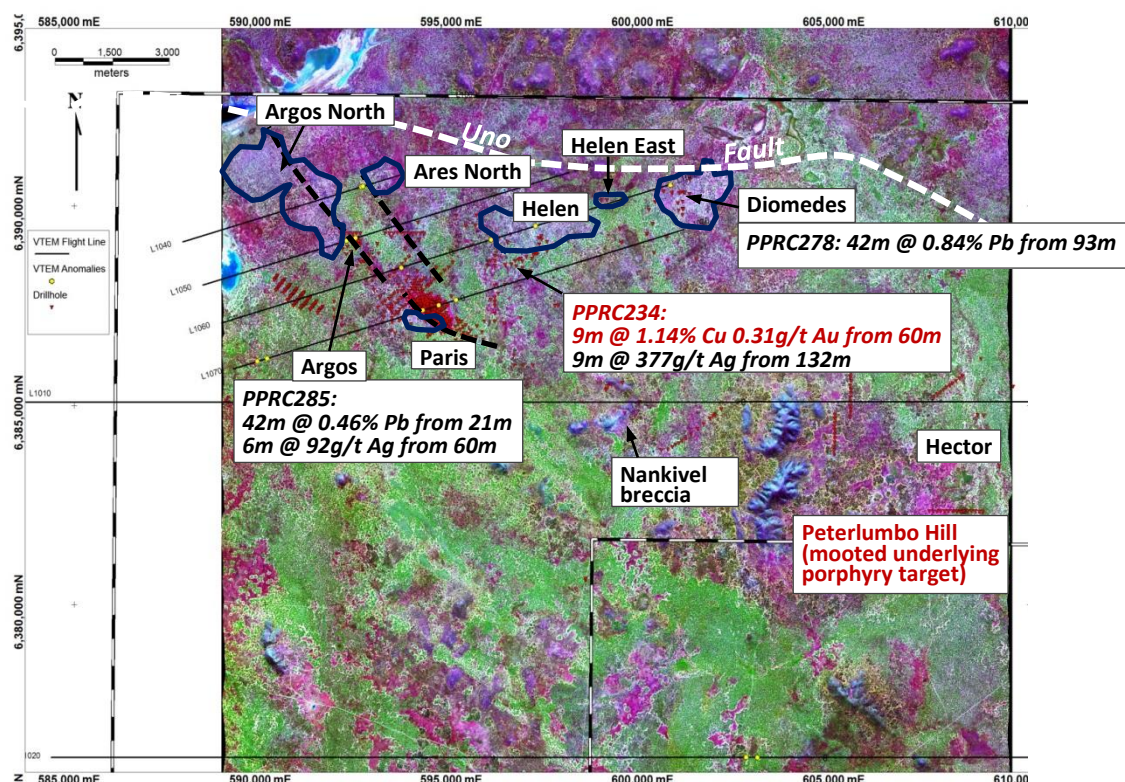 585,000 mE
590,000 mE
595,000 mE
600,000 mE
605,000 mE
610,00
6,395,0
0 1,500 3,000
meters
N
Argos North
Uno
Fault
Helen East
Ares North
Helen
Diomedes
6,390,000 mN
VTEM Flight Line
VTEM Anomalies
Drillhole
L1040
L1050
L1060
L1070
L1010
PPRC278: 42m @ 0.84% Pb from 93m
PPRC234:
9m @ 1.14% Cu 0.31g/t Au from 60m
9m @ 377g/t Ag from 132m
Argos
Paris
PPRC285:
42m @ 0.46% Pb from 21m
6m @ 92g/t Ag from 60m
6,385,000 mN
Hector
Nankivel
breccia
Peterlumbo Hill
(mooted underlying
porphyry target)
6,380,000 mN
1020
N
585,000 mE
590,000 mE
595,000 mE
600,000 mE
605,000 mE
610,0